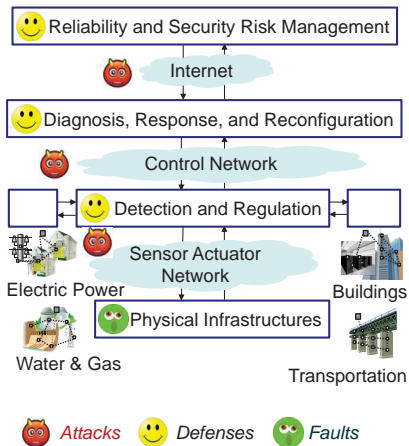 Reliability and Security Risk Management
Internet
Diagnosis, Response, and Reconfiguration
Control Network
Detection and Regulation
Sensor Actuator
Network
Electric Power
Buildings
Physical Infrastructures
Water & Gas
Transportation
Attacks Defenses Faults